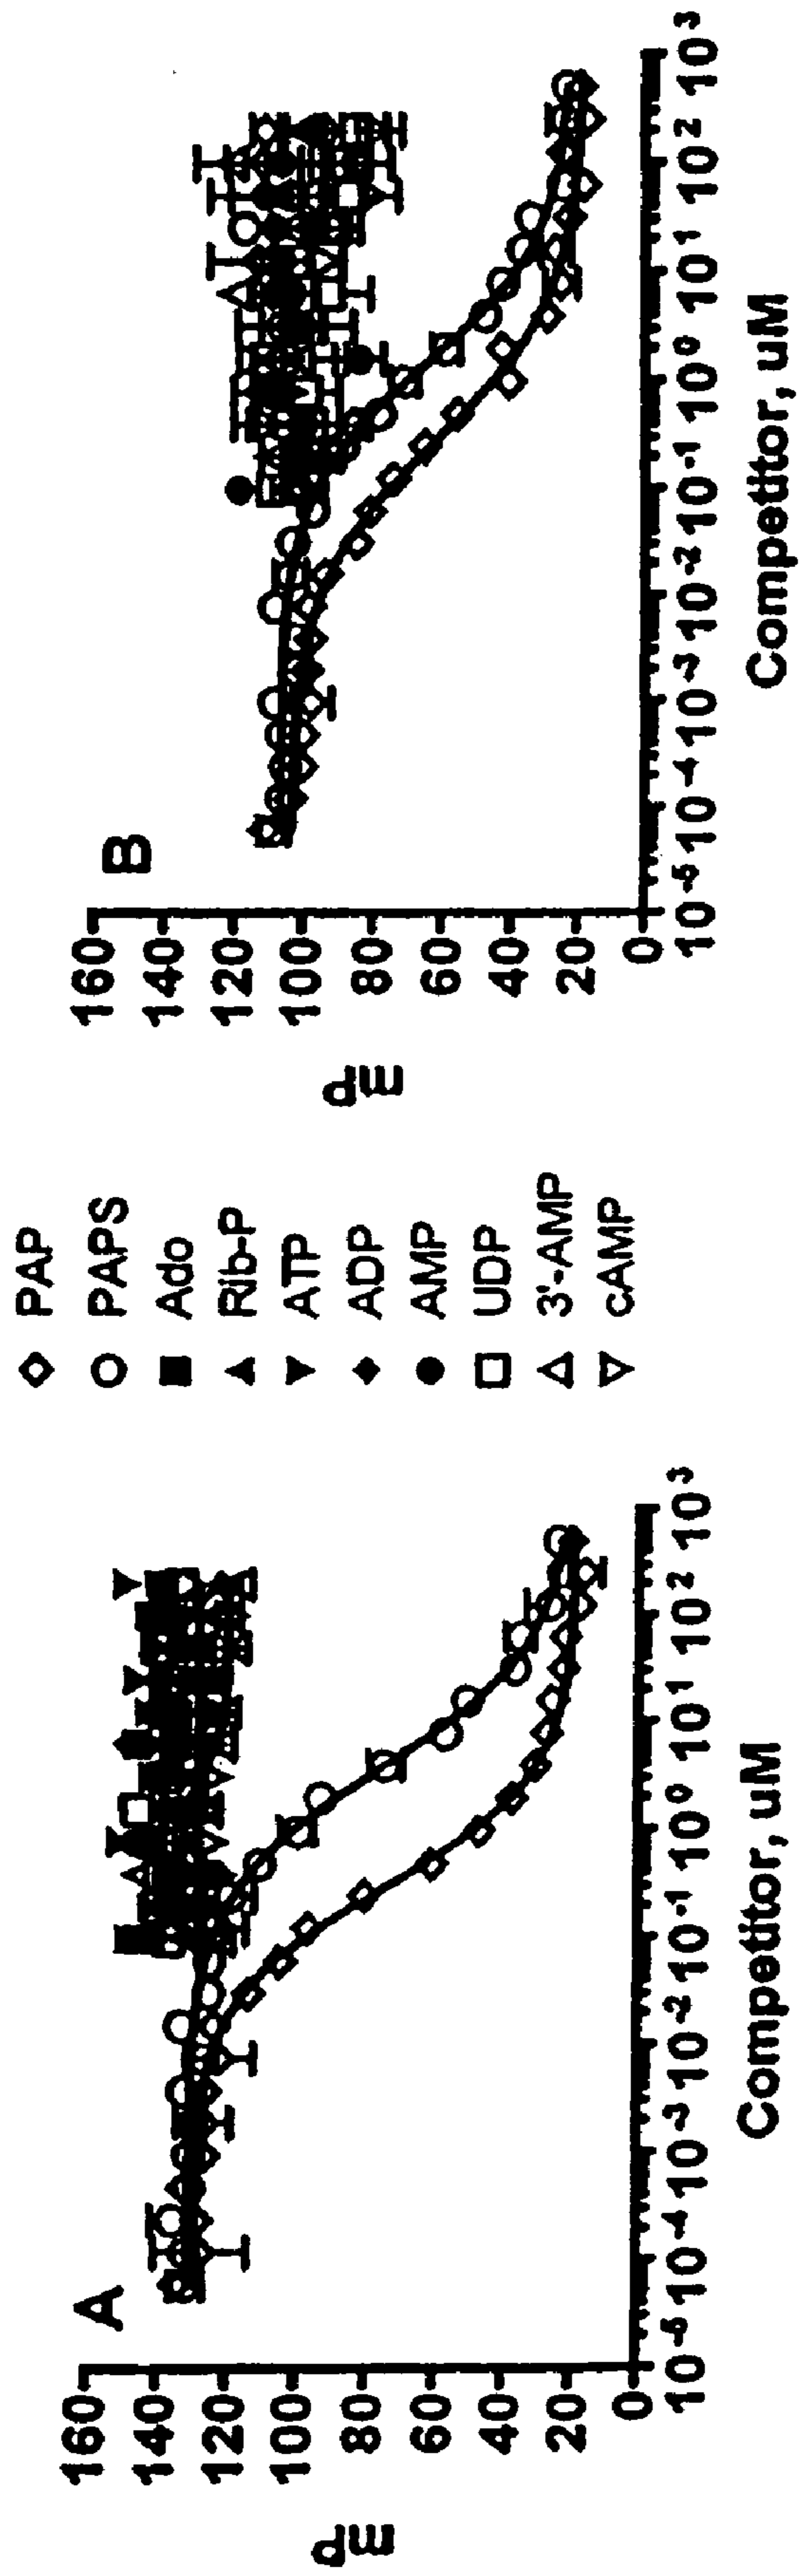 A
mP
160
140
120
100
80
60
40
20
0
10⁻⁵ 10⁻⁴ 10⁻³ 10⁻² 10⁻¹ 10⁰ 10¹ 10² 10³
Competitor, uM
PAP
PAPS
Ado
Rib-P
ATP
ADP
AMP
UDP
3'-AMP
cAMP
B
mP
160
140
120
100
80
60
40
20
0
10⁻⁵ 10⁻⁴ 10⁻³ 10⁻² 10⁻¹ 10⁰ 10¹ 10² 10³
Competitor, uM